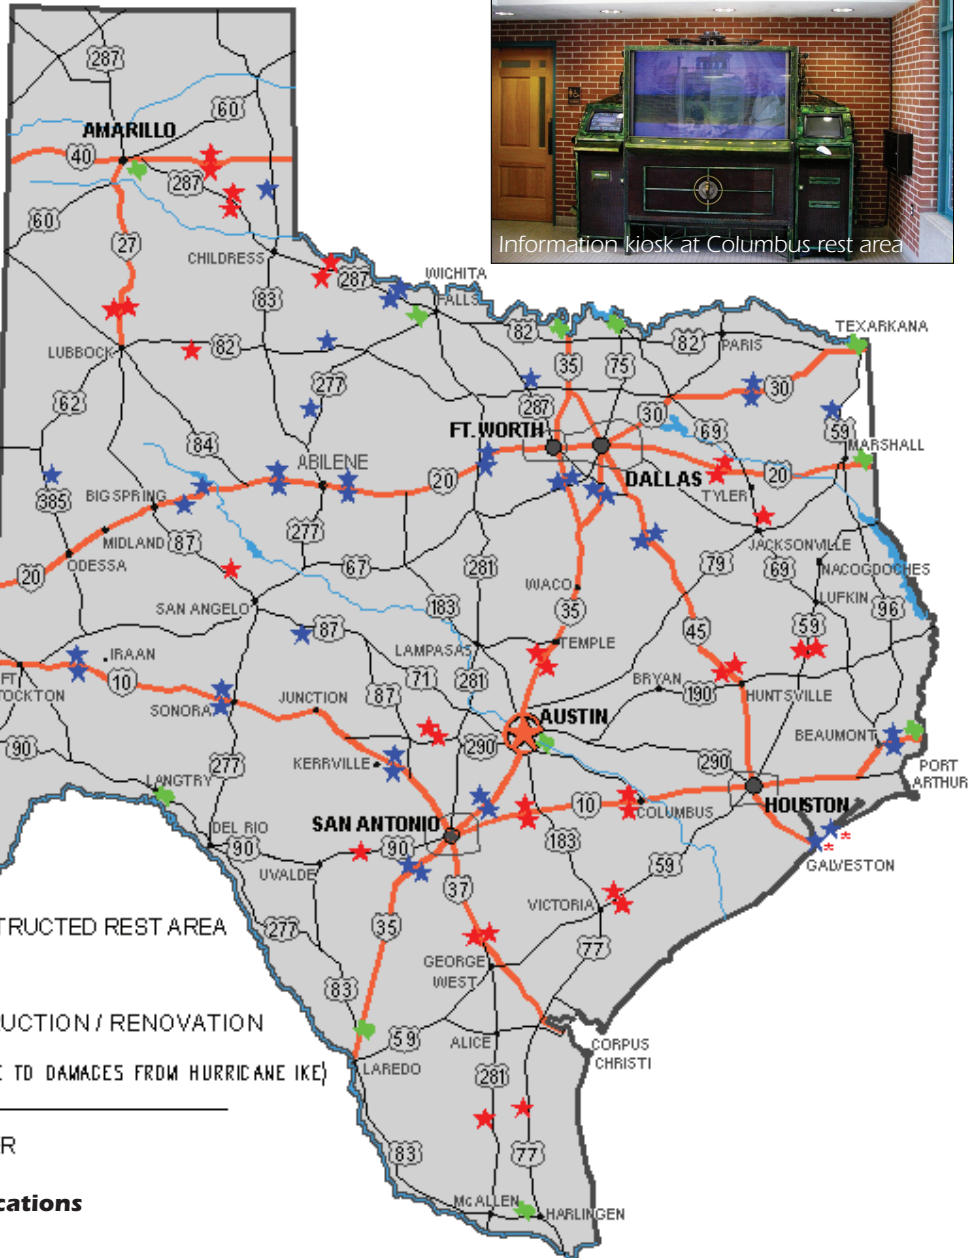 Information kiosk at Columbus rest area
287
60
AMARILLO
40
287
60
27
CHILDRESS
287
WICHITA
FALLS
83
82
82
TEXARKANA
PARIS
LUBBOCK
82
35
75
277
30
62
287
30
69
59
84
FT. WORTH
MARSHALL
ABILENE
20
DALLAS
20
385
BIG SPRING
TYLER
277
MIDLAND
87
JACKSONVILLE
ODESSA
67
281
79
69
NACOGDOCHES
20
WACO
SAN ANGELO
183
35
LUFKIN
96
87
45
59
LAMPASAS
TEMPLE
IRAAN
71
281
BRYAN
FT
10
87
190
TOCKTON
JUNCTION
HUNTSVILLE
SONORA
AUSTIN
90
290
BEAUMONT
KERRVILLE
290
277
PORT
ARTHUR
LANGTRY
10
HOUSTON
COLUMBUS
DEL RIO
SAN ANTONIO
90
90
183
*
*
UVALDE
59
GALVESTON
37
VICTORIA
TRUCTED REST AREA
277
35
77
GEORGE
WEST
83
UCTION / RENOVATION
59
ALICE
CORPUS
CHRISTI
E TO DAMAGES FROM HURRICANE IKE)
LAREDO
281
R
83
77
McALLEN
HARLINGEN
cations